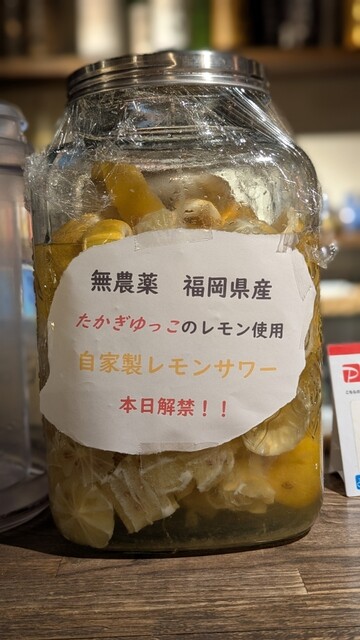 無農薬 福岡県産
たかぎゆっこのレモン使用
自家製レモンサワー
本日解禁！！